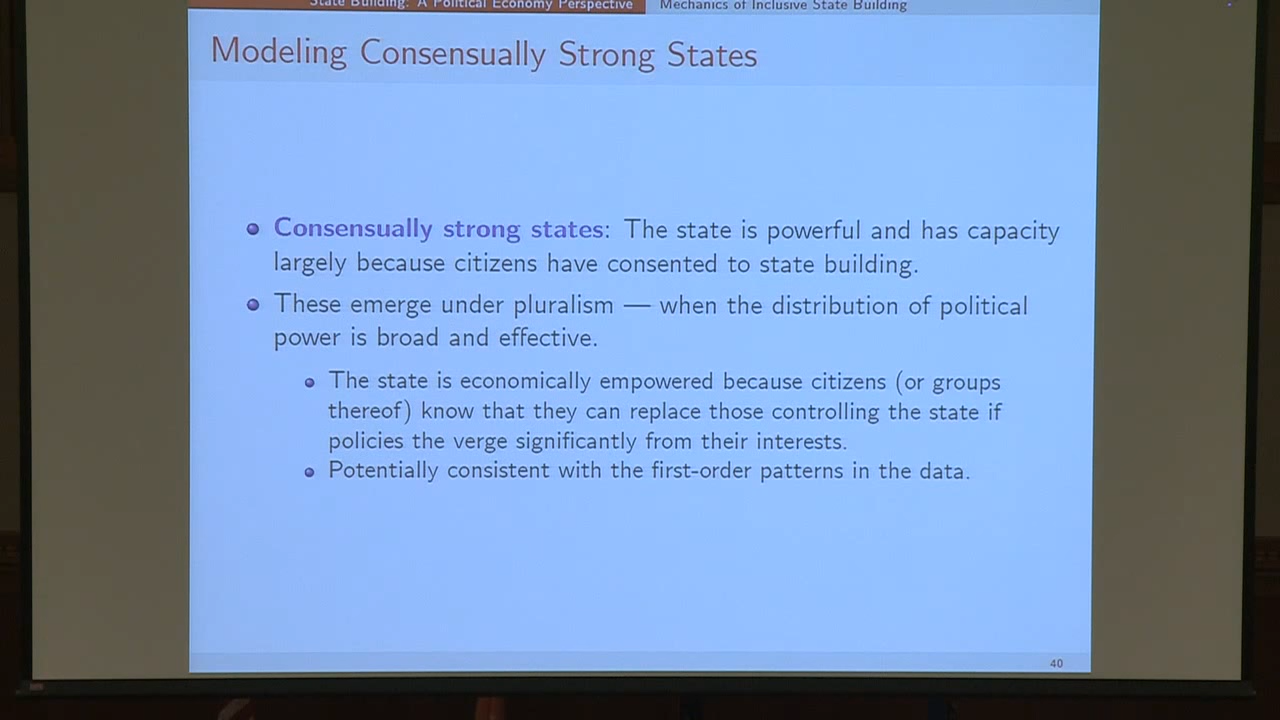 State Building: A Political Economy Perspective
Mechanics of Inclusive State Building
Modeling Consensually Strong States
Consensually strong states: The state is powerful and has capacity
largely because citizens have consented to state building.
These emerge under pluralism — when the distribution of political
power is broad and effective.
The state is economically empowered because citizens (or groups
thereof) know that they can replace those controlling the state if
policies the verge significantly from their interests.
Potentially consistent with the first-order patterns in the data.
40